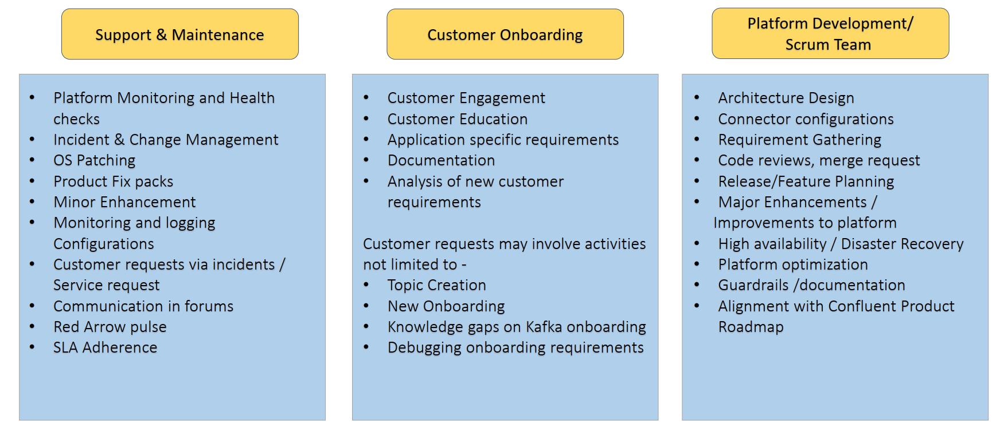 Support & Maintenance
• Platform Monitoring and Health
checks
• Incident & Change Management
• OS Patching
• Product Fix packs
• Minor Enhancement
• Monitoring and logging
Configurations
• Customer requests via incidents /
Service request
• Communication in forums
• Red Arrow pulse
• SLA Adherence
Customer Onboarding
• Customer Engagement
• Customer Education
• Application specific requirements
• Documentation
• Analysis of new customer
requirements
Customer requests may involve activities
not limited to -
• Topic Creation
• New Onboarding
• Knowledge gaps on Kafka onboarding
• Debugging onboarding requirements
Platform Development/
Scrum Team
• Architecture Design
• Connector configurations
• Requirement Gathering
• Code reviews, merge request
• Release/Feature Planning
• Major Enhancements /
Improvements to platform
• High availability / Disaster Recovery
• Platform optimization
• Guardrails /documentation
• Alignment with Confluent Product
Roadmap